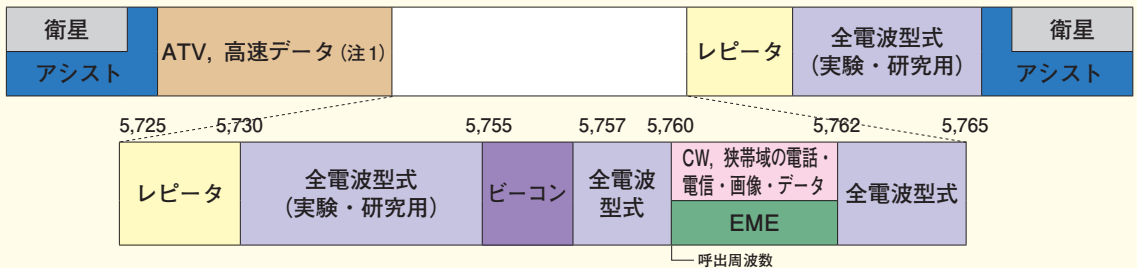 衛星
アシスト
ATV, 高速データ(注1)
レピータ
全電波型式
(実験・研究用)
衛星
アシスト
5,725 5,730 5,755 5,757 5,760 5,762 5,765
レピータ
全電波型式
(実験・研究用)
ビーコン
全電波
型式
CW, 狭帯域の電話・
電信・画像・データ
EME
全電波型式
呼出周波数